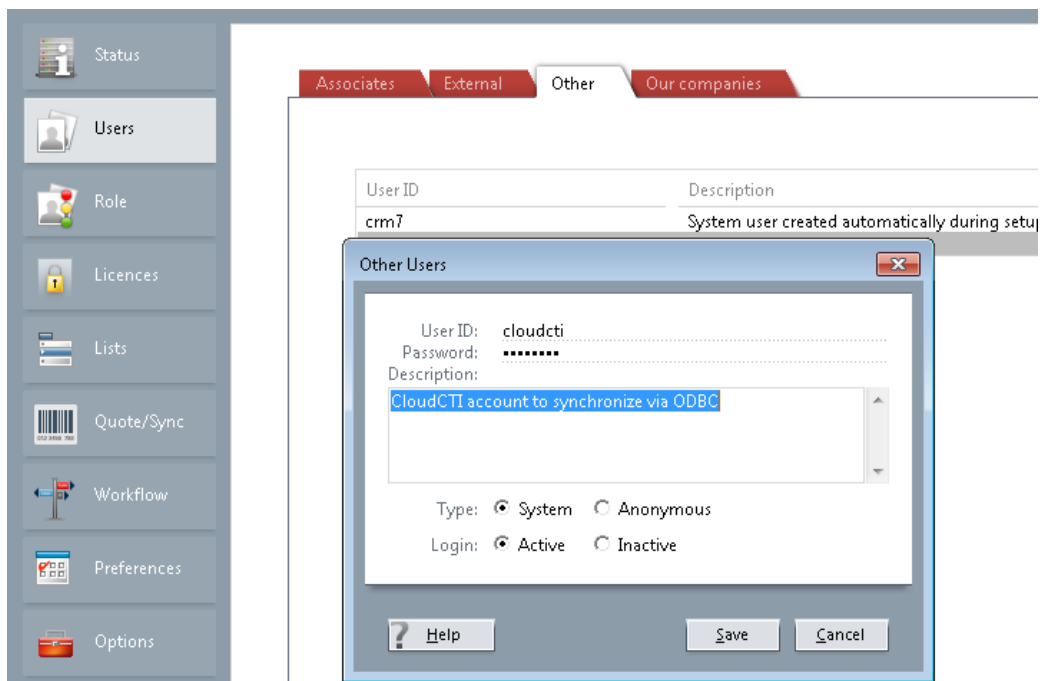 Status
Users
Role
Licences
Lists
Quote/Sync
Workflow
Preferences
Options
Associates External Other Our companies
User ID Description
crm7 System user created automatically during setup
Other Users
User ID: cloudcti
Password: ••••••••
Description:
CloudCTI account to synchronize via ODBC
Type: System Anonymous
Login: Active Inactive
? Help Save Cancel